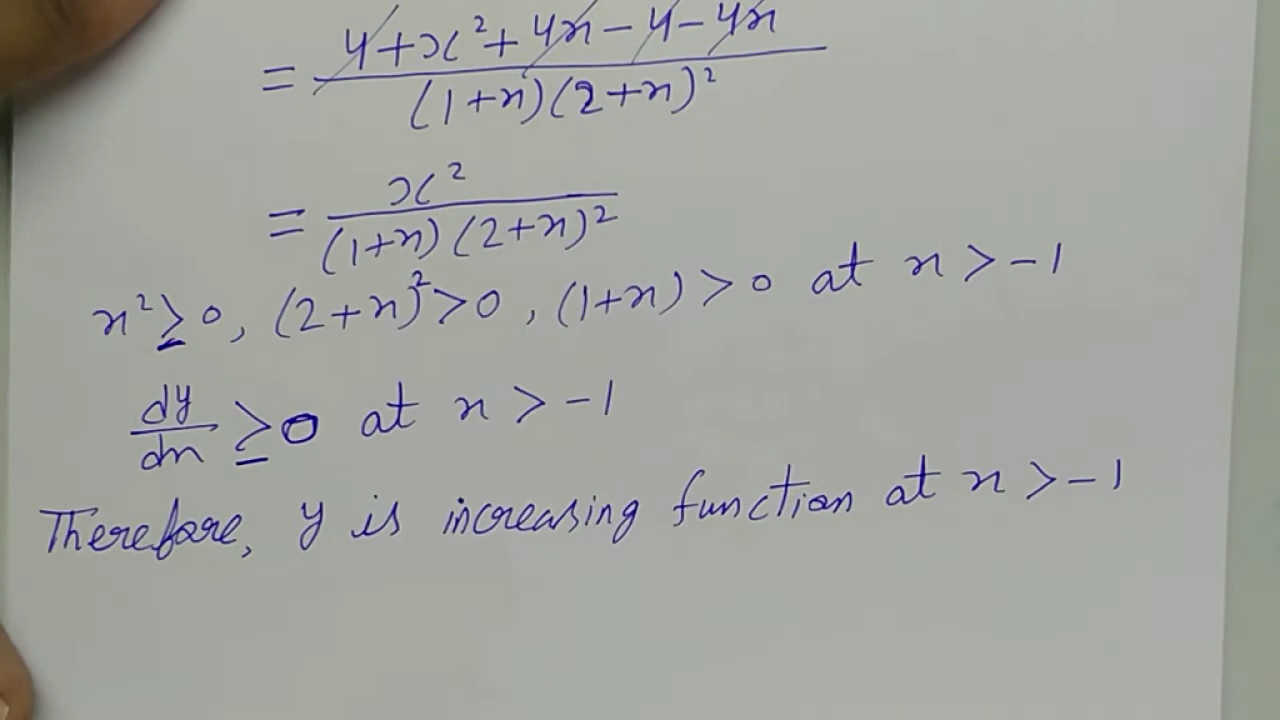 = 4+x²+4x-4-4x / (1+x)(2+x)²
= x² / (1+x)(2+x)²
x² ≥ 0, (2+x)² > 0, (1+x) > 0 at x > -1
dy/dx ≥ 0 at x > -1
Therefore, y is increasing function at x > -1